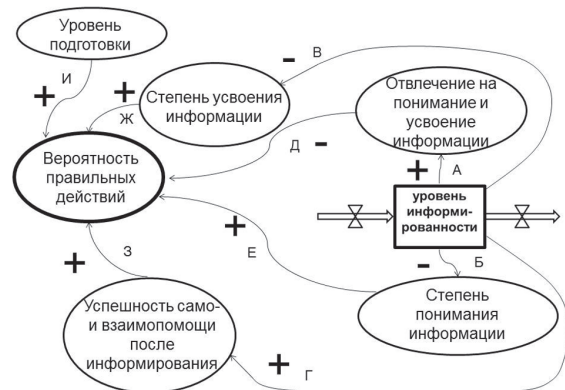 Уровень
подготовки
И
+
Степень усвоения
информации
+
Ж
-
В
Отвлечение на
понимание и
усвоение
информации
Д
-
+
А
Вероятность
правильных
действий
уровень
информи-
рованности
+
Е
-
Б
+
З
Степень
понимания
информации
Успешность само-
и взаимопомощи
после
информирования
+
Г